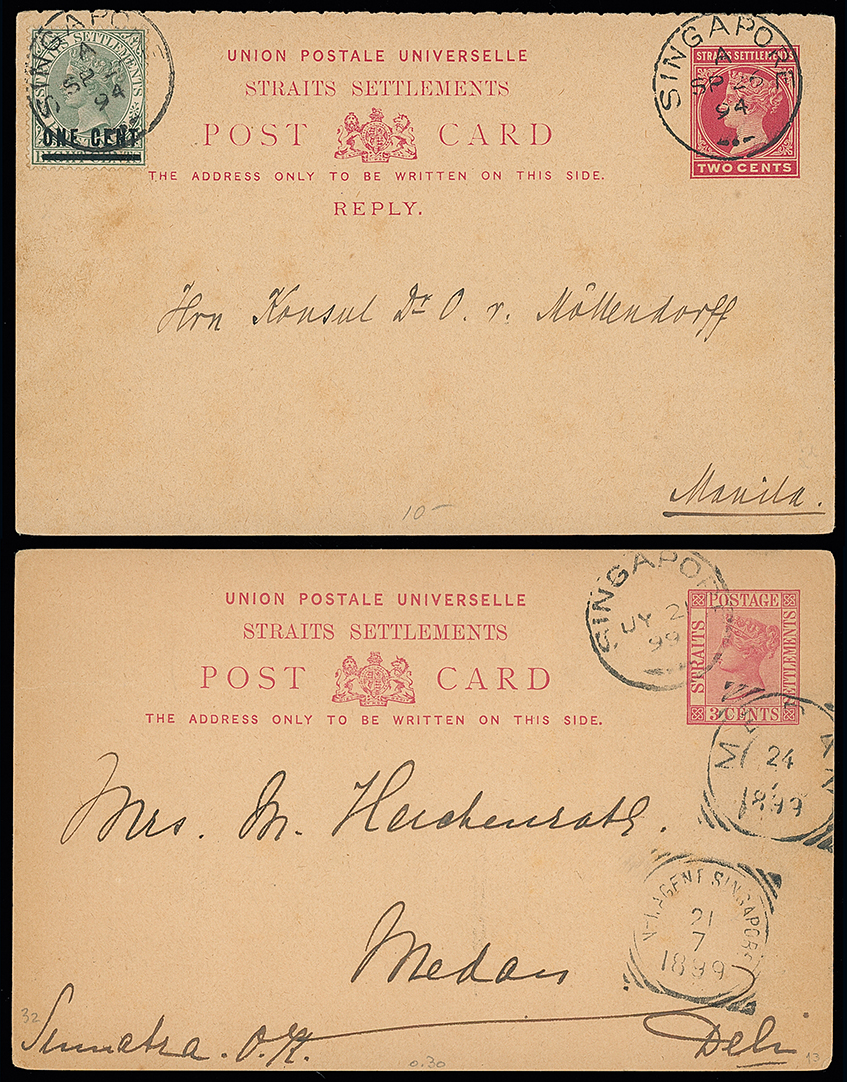 SINGAPORE
A
SP 20
94
STRAITS SETTLEMENTS
ONE CENT
UNION POSTALE UNIVERSELLE
STRAITS SETTLEMENTS
POST CARD
THE ADDRESS ONLY TO BE WRITTEN ON THIS SIDE.
REPLY.
SINGAPORE
A
SP 20
94
STRAITS SETTLEMENTS
TWO CENTS
Hrn Konsul Dr O. v. Möllendorff
Manila.
10-
UNION POSTALE UNIVERSELLE
STRAITS SETTLEMENTS
POST CARD
THE ADDRESS ONLY TO BE WRITTEN ON THIS SIDE.
SINGAPORE
JY 21
99
POSTAGE
STRAITS
SETTLEMENTS
3 CENTS
MEDAN
24
1899
Mrs. M. Heichenroth.
N-I. AGENT SINGAPORE
21
7
1899
Medan
32
Sumatra. O.K.
Deli
0.30
13